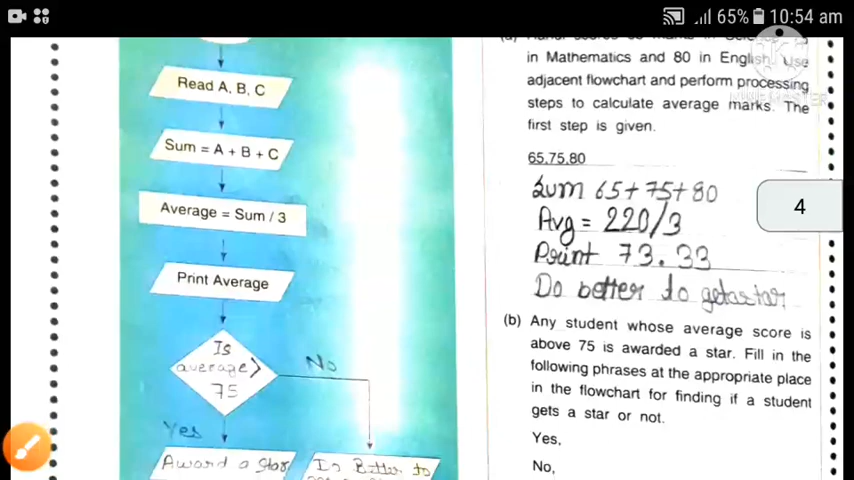 65% 10:54 am
Read A, B, C
Sum = A + B + C
Average = Sum / 3
Print Average
Is
average>
75
No
Yes
Award a Star
Do Better to
in Mathematics and 80 in English. Use
adjacent flowchart and perform processing
steps to calculate average marks. The
first step is given.
65,75,80
Sum 65+75+80
Avg = 220/3
Print 73.33
Do better to getastar
4
(b) Any student whose average score is
above 75 is awarded a star. Fill in the
following phrases at the appropriate place
in the flowchart for finding if a student
gets a star or not.
Yes,
No,